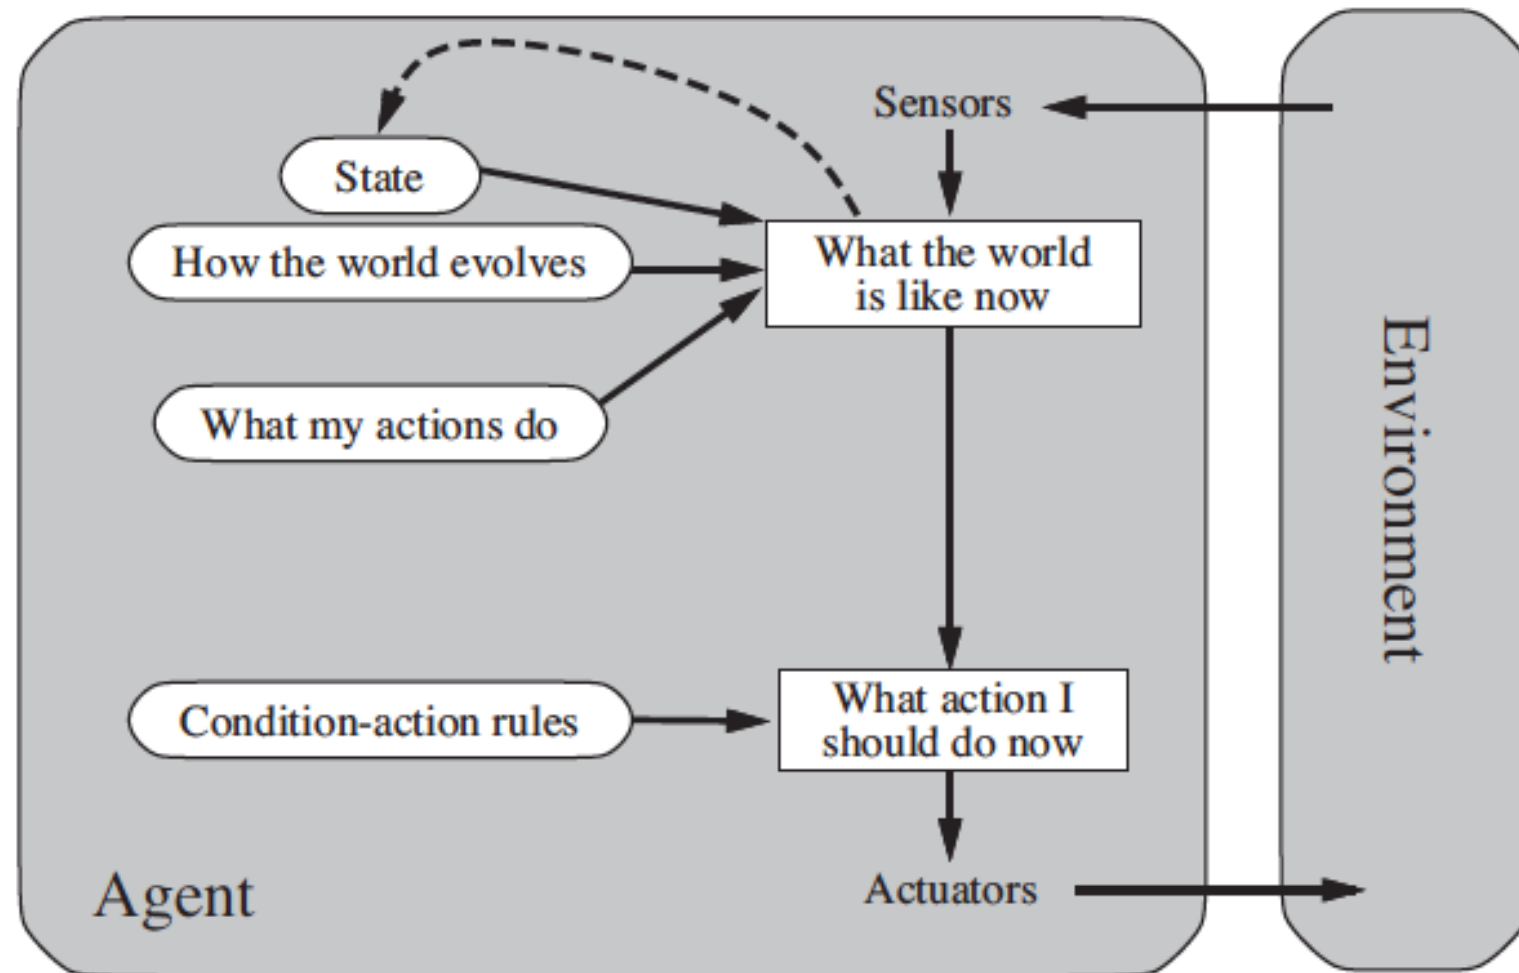 Sensors
State
How the world evolves
What the world
is like now
What my actions do
Environment
Condition-action rules
What action I
should do now
Agent
Actuators